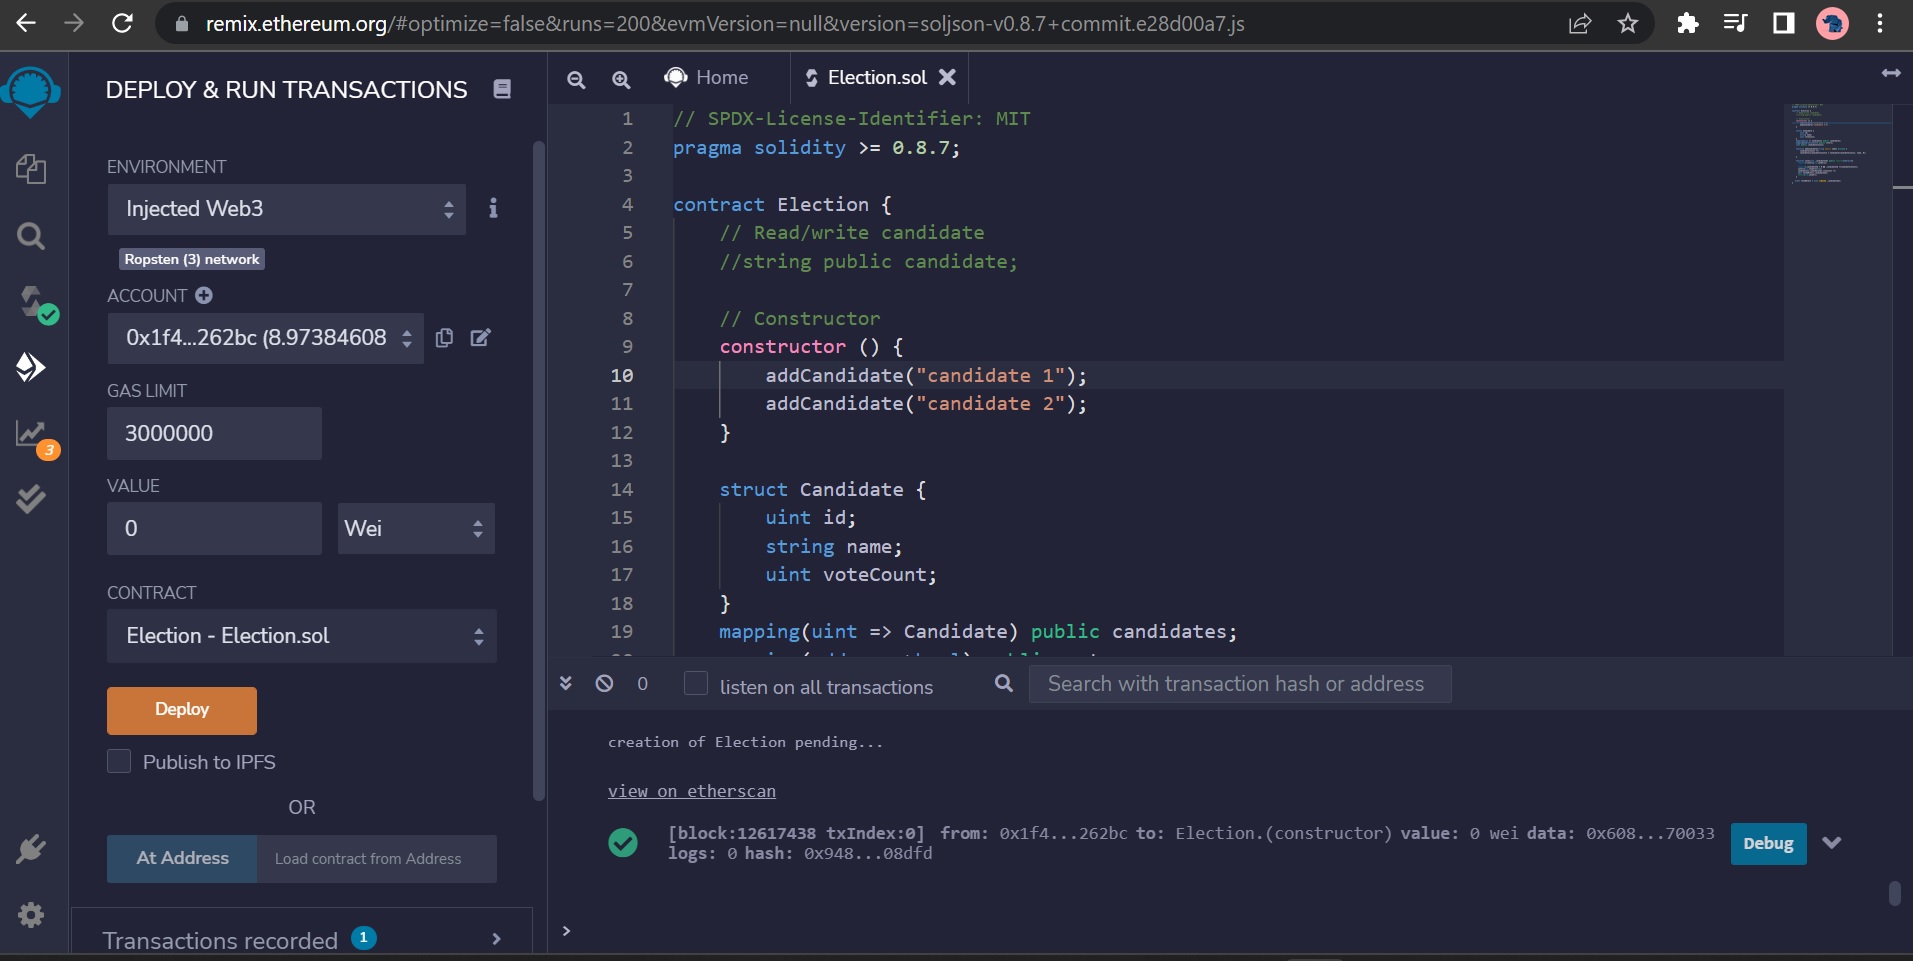 remix.ethereum.org/#optimize=false&runs=200&evmVersion=null&version=soljson-v0.8.7+commit.e28d00a7.js
DEPLOY & RUN TRANSACTIONS
ENVIRONMENT
Injected Web3
Ropsten (3) network
ACCOUNT
0x1f4...262bc (8.97384608
GAS LIMIT
3000000
VALUE
0
Wei
CONTRACT
Election - Election.sol
Deploy
Publish to IPFS
OR
At Address
Load contract from Address
Transactions recorded 1
3
Home
Election.sol
1 // SPDX-License-Identifier: MIT
2 pragma solidity >= 0.8.7;
3
4 contract Election {
5 // Read/write candidate
6 //string public candidate;
7
8 // Constructor
9 constructor () {
10 addCandidate("candidate 1");
11 addCandidate("candidate 2");
12 }
13
14 struct Candidate {
15 uint id;
16 string name;
17 uint voteCount;
18 }
19 mapping(uint => Candidate) public candidates;
0
listen on all transactions
Search with transaction hash or address
creation of Election pending...
view on etherscan
[block:12617438 txIndex:0] from: 0x1f4...262bc to: Election.(constructor) value: 0 wei data: 0x608...70033
logs: 0 hash: 0x948...08dfd
Debug
>